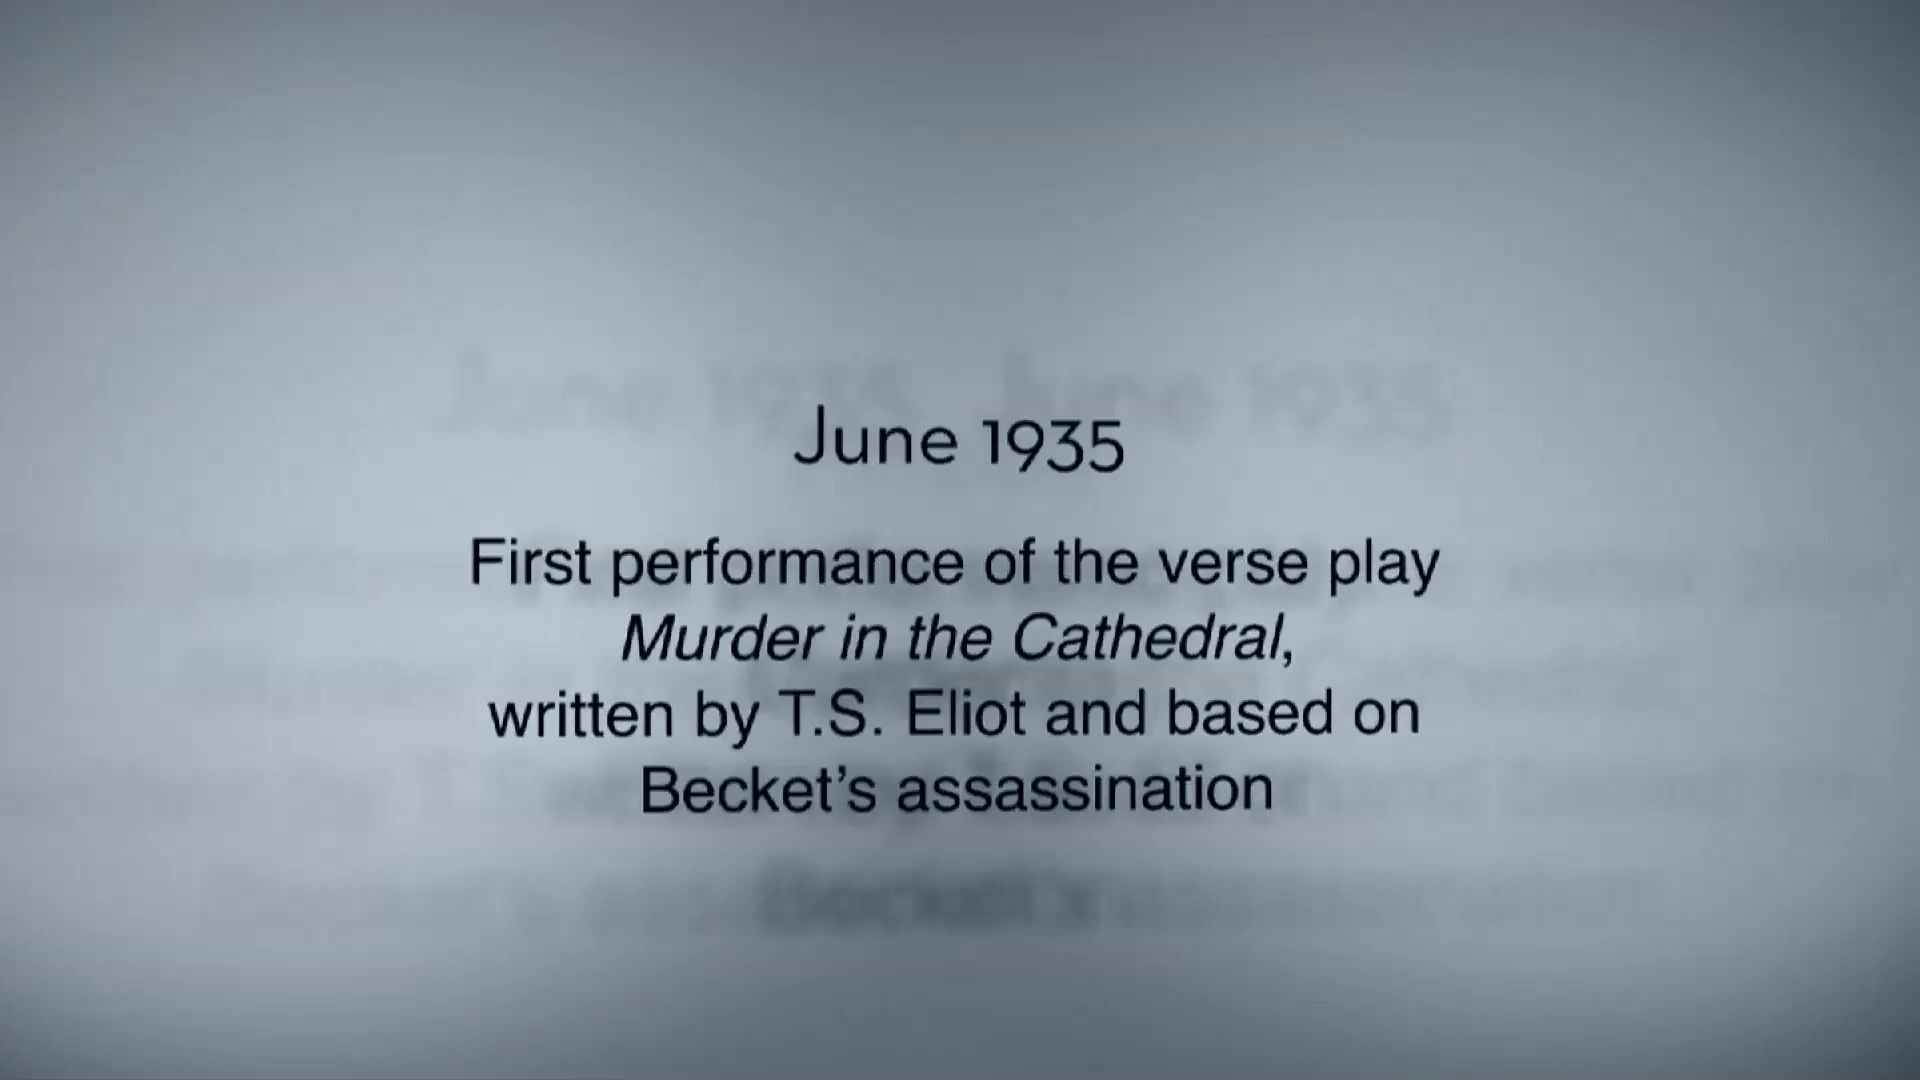 June 1935
First performance of the verse play
Murder in the Cathedral,
written by T.S. Eliot and based on
Becket's assassination